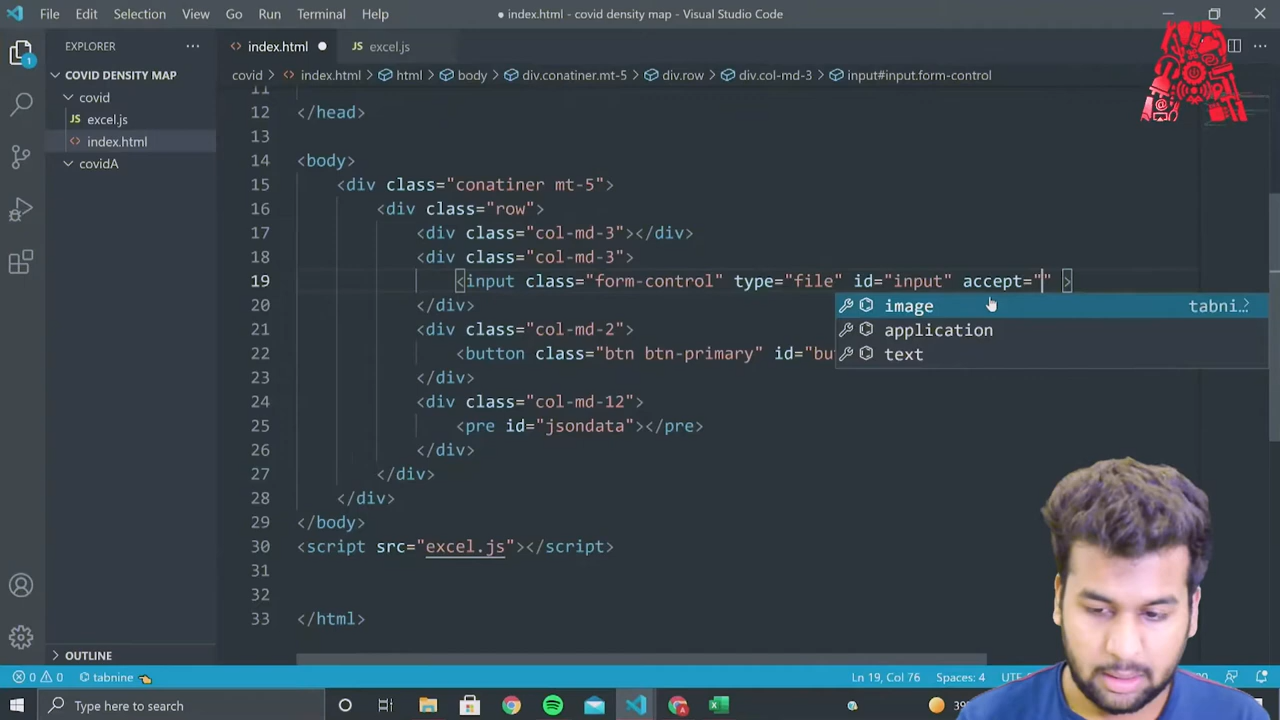 File Edit Selection View Go Run Terminal Help
● index.html - covid density map - Visual Studio Code
EXPLORER
index.html
excel.js
COVID DENSITY MAP
covid
excel.js
index.html
covidA
covid > index.html > html > body > div.conatiner.mt-5 > div.row > div.col-md-3 > input#input.form-control
11
12 </head>
13
14 <body>
15 <div class="conatiner mt-5">
16 <div class="row">
17 <div class="col-md-3"></div>
18 <div class="col-md-3">
19 <input class="form-control" type="file" id="input" accept="" >
20 </div>
21 <div class="col-md-2">
22 <button class="btn btn-primary" id="bu
23 </div>
24 <div class="col-md-12">
25 <pre id="jsondata"></pre>
26 </div>
27 </div>
28 </div>
29 </body>
30 <script src="excel.js"></script>
31
32
33 </html>
image tabni…
application
text
OUTLINE
0 0 tabnine
Ln 19, Col 76 Spaces: 4
Type here to search